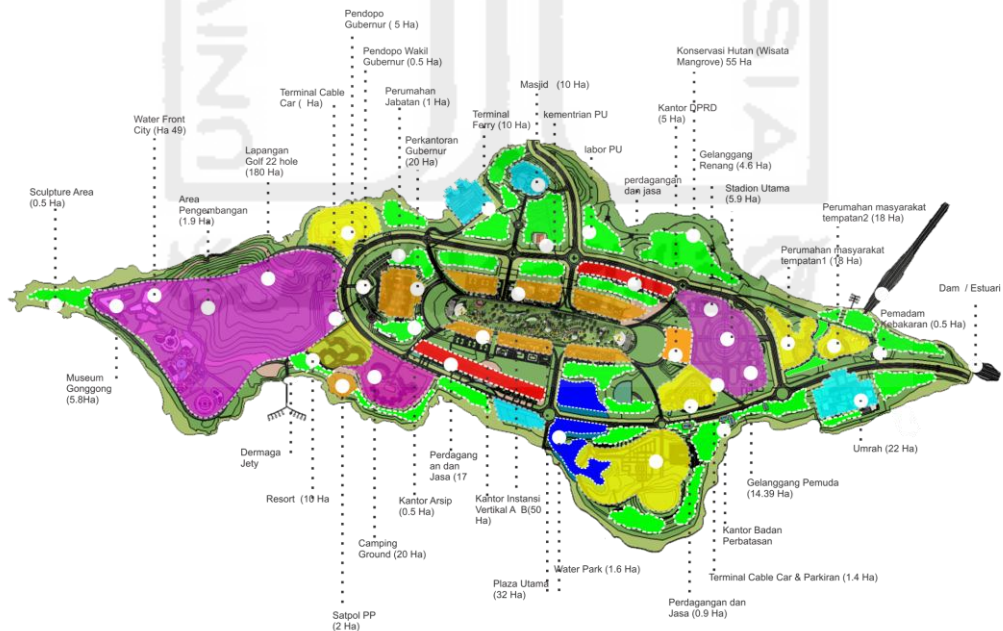 Pendopo
Gubernur ( 5 Ha)
Pendopo Wakil
Gubernur (0.5 Ha)
Konservasi Hutan (Wisata
Mangrove) 55 Ha
Terminal Cable
Car (  Ha)
Perumahan
Jabatan (1 Ha)
Masjid  (10 Ha)
kementrian PU
Kantor DPRD
(5 Ha)
Water Front
City (Ha 49)
Terminal
Ferry (10 Ha)
Perkantoran
Gubernur
(20 Ha)
Lapangan
Golf 22 hole
(180 Ha)
labor PU
Gelanggang
Renang (4.6 Ha)
Sculpture Area
(0.5 Ha)
Area
Pengembangan
(1.9 Ha)
perdagangan
dan jasa
Stadion Utama
(5.9 Ha)
Perumahan masyarakat
tempatan2 (18 Ha)
Perumahan masyarakat
tempatan1 (18 Ha)
Dam / Estuari
Pemadam
Kebakaran (0.5 Ha)
Museum
Gonggong
(5.8Ha)
Dermaga
Jety
Perdagang
an dan
Jasa (17
Umrah (22 Ha)
Resort (10 Ha
Kantor Arsip
(0.5 Ha)
Kantor Instansi
Vertikal A B(50
Ha)
Gelanggang Pemuda
(14.39 Ha)
Camping
Ground (20 Ha)
Kantor Badan
Perbatasan
Water Park (1.6 Ha)
Plaza Utama
(32 Ha)
Terminal Cable Car & Parkiran (1.4 Ha)
Perdagangan dan
Jasa (0.9 Ha)
Satpol PP
(2 Ha)